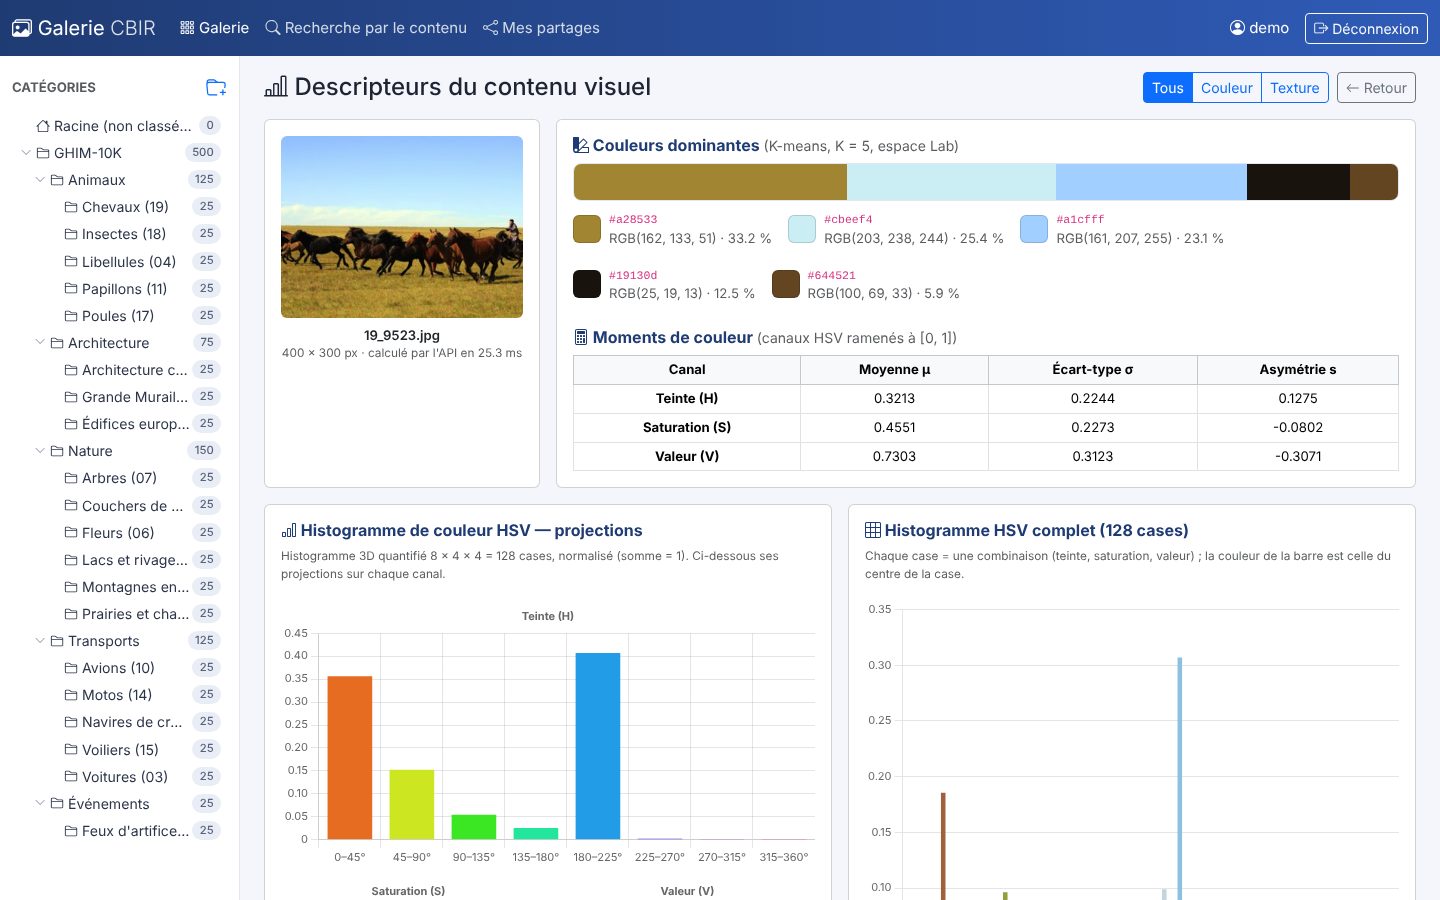 Galerie CBIR Galerie Recherche par le contenu Mes partages demo Déconnexion
CATÉGORIES
Racine (non classé... 0
GHIM-10K 500
Animaux 125
Chevaux (19) 25
Insectes (18) 25
Libellules (04) 25
Papillons (11) 25
Poules (17) 25
Architecture 75
Architecture c... 25
Grande Murail... 25
Édifices europ... 25
Nature 150
Arbres (07) 25
Couchers de ... 25
Fleurs (06) 25
Lacs et rivage... 25
Montagnes en... 25
Prairies et cha... 25
Transports 125
Avions (10) 25
Motos (14) 25
Navires de cr... 25
Voiliers (15) 25
Voitures (03) 25
Événements 25
Feux d'artifice... 25
Descripteurs du contenu visuel
Tous Couleur Texture ← Retour
19_9523.jpg
400 × 300 px · calculé par l'API en 25.3 ms
Couleurs dominantes (K-means, K = 5, espace Lab)
#a28533
RGB(162, 133, 51) · 33.2 %
#cbeef4
RGB(203, 238, 244) · 25.4 %
#a1cfff
RGB(161, 207, 255) · 23.1 %
#19130d
RGB(25, 19, 13) · 12.5 %
#644521
RGB(100, 69, 33) · 5.9 %
Moments de couleur (canaux HSV ramenés à [0, 1])
Canal Moyenne μ Écart-type σ Asymétrie s
Teinte (H) 0.3213 0.2244 0.1275
Saturation (S) 0.4551 0.2273 -0.0802
Valeur (V) 0.7303 0.3123 -0.3071
Histogramme de couleur HSV — projections
Histogramme 3D quantifié 8 × 4 × 4 = 128 cases, normalisé (somme = 1). Ci-dessous ses
projections sur chaque canal.
Teinte (H)
0.45
0.40
0.35
0.30
0.25
0.20
0.15
0.10
0.05
0
0–45° 45–90° 90–135° 135–180° 180–225° 225–270° 270–315° 315–360°
Saturation (S) Valeur (V)
Histogramme HSV complet (128 cases)
Chaque case = une combinaison (teinte, saturation, valeur) ; la couleur de la barre est celle du
centre de la case.
0.35
0.30
0.25
0.20
0.15
0.10